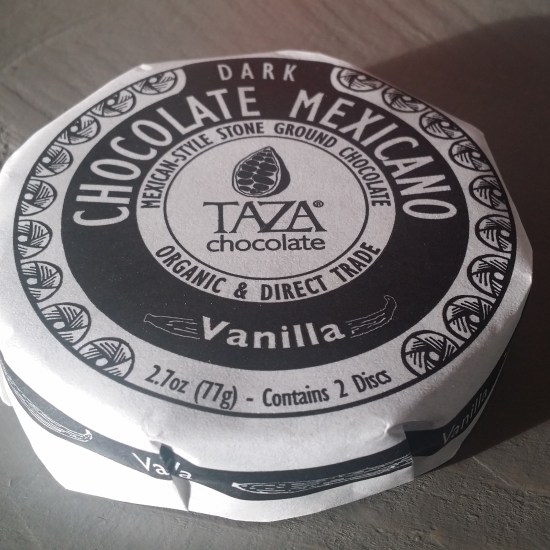 DARK
CHOCOLATE MEXICANO
MEXICAN-STYLE STONE GROUND CHOCOLATE
TAZA®
chocolate
ORGANIC & DIRECT TRADE
Vanilla
2.7oz (77g) - Contains 2 Discs
Vanilla